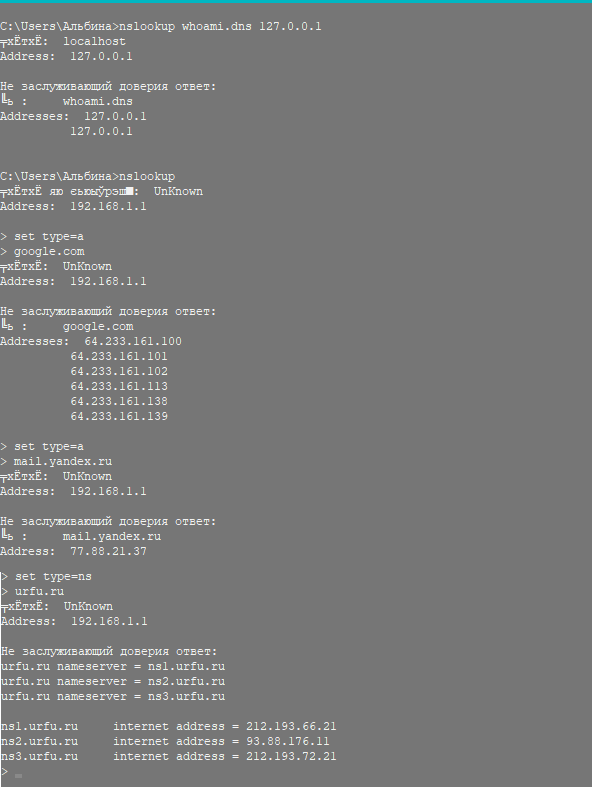 C:\Users\Альбина>nslookup whoami.dns 127.0.0.1
╤хЁтхЁ:  localhost
Address:  127.0.0.1
Не заслуживающий доверия ответ:
╚ь :     whoami.dns
Addresses:  127.0.0.1
          127.0.0.1
C:\Users\Альбина>nslookup
╤хЁтхЁ яю єьюыўрэш■:  UnKnown
Address:  192.168.1.1
> set type=a
> google.com
╤хЁтхЁ:  UnKnown
Address:  192.168.1.1
Не заслуживающий доверия ответ:
╚ь :     google.com
Addresses:  64.233.161.100
          64.233.161.101
          64.233.161.102
          64.233.161.113
          64.233.161.138
          64.233.161.139
> set type=a
> mail.yandex.ru
╤хЁтхЁ:  UnKnown
Address:  192.168.1.1
Не заслуживающий доверия ответ:
╚ь :     mail.yandex.ru
Address:  77.88.21.37
> set type=ns
> urfu.ru
╤хЁтхЁ:  UnKnown
Address:  192.168.1.1
Не заслуживающий доверия ответ:
urfu.ru nameserver = ns1.urfu.ru
urfu.ru nameserver = ns2.urfu.ru
urfu.ru nameserver = ns3.urfu.ru
ns1.urfu.ru     internet address = 212.193.66.21
ns2.urfu.ru     internet address = 93.88.176.11
ns3.urfu.ru     internet address = 212.193.72.21
>